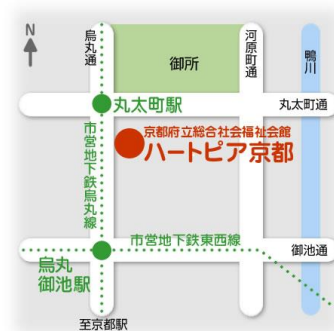 N
烏丸通
御所
河原町通
鴨川
丸太町駅
丸太町通
京都府立総合社会福祉会館
ハートピア京都
市営地下鉄烏丸線
市営地下鉄東西線
御池通
烏丸
御池駅
至京都駅